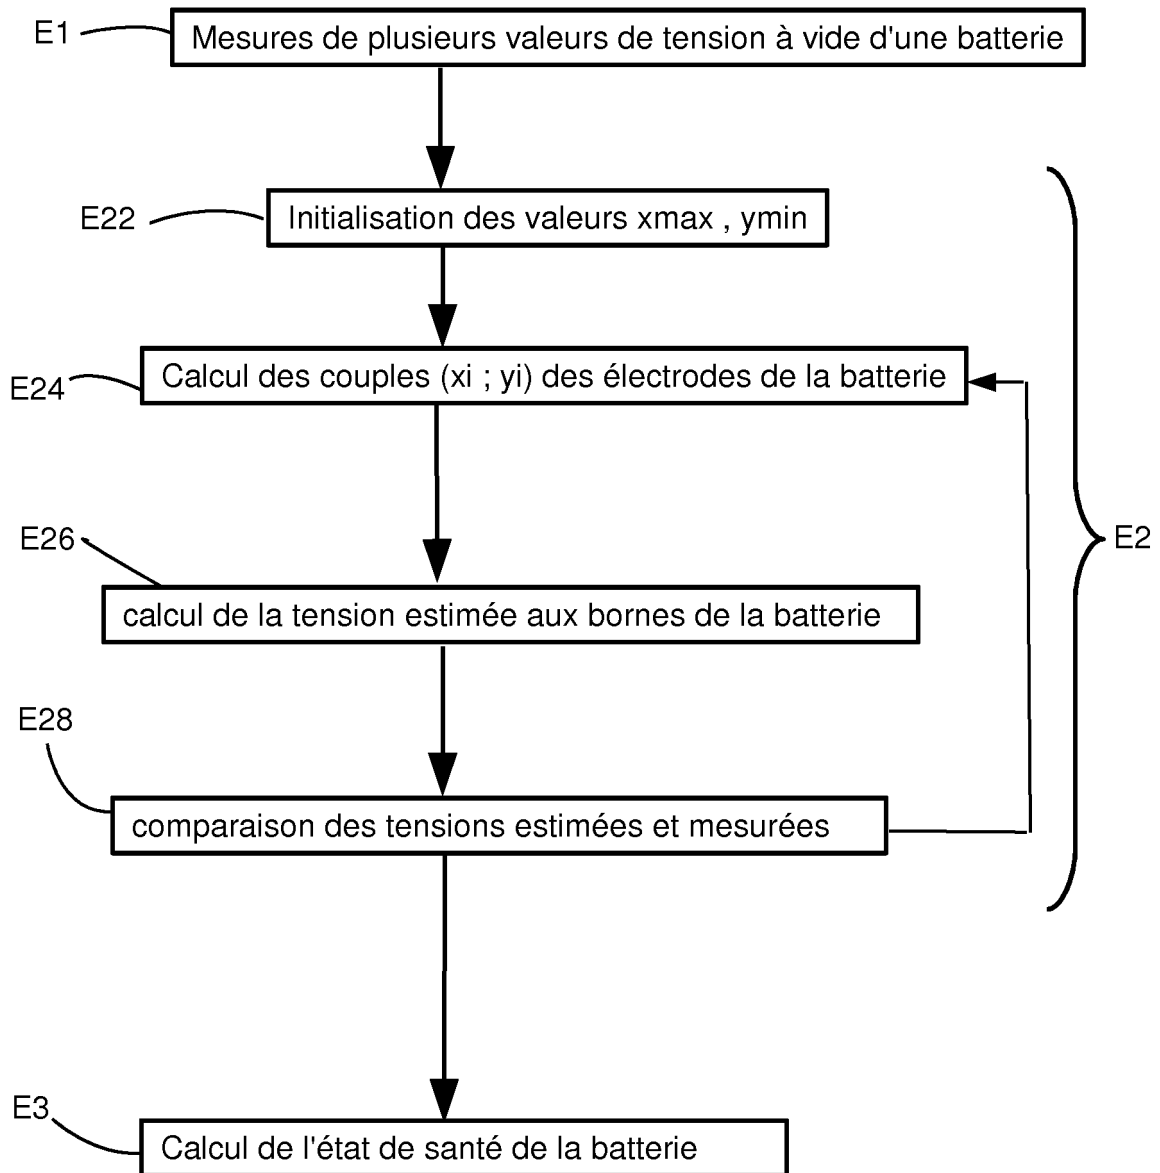 E1
Mesures de plusieurs valeurs de tension à vide d'une batterie
E22
Initialisation des valeurs xmax , ymin
E24
Calcul des couples (xi ; yi) des électrodes de la batterie
E26
E2
calcul de la tension estimée aux bornes de la batterie
E28
comparaison des tensions estimées et mesurées
E3
Calcul de l'état de santé de la batterie